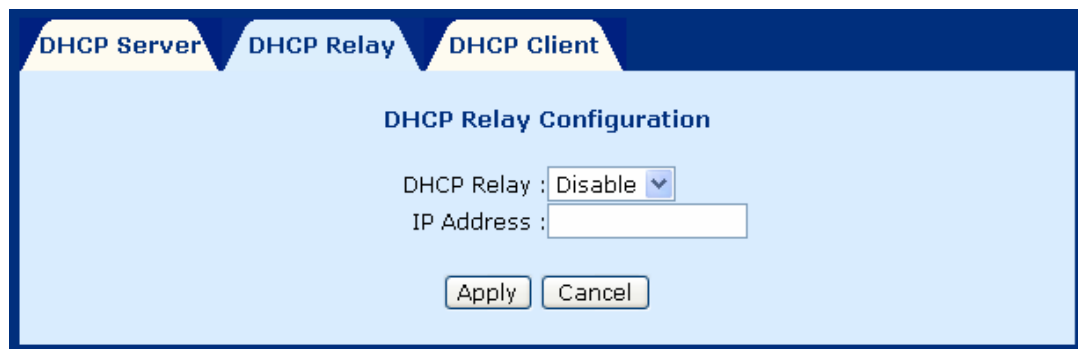 DHCP Server DHCP Relay DHCP Client
DHCP Relay Configuration
DHCP Relay : Disable
IP Address :
Apply Cancel